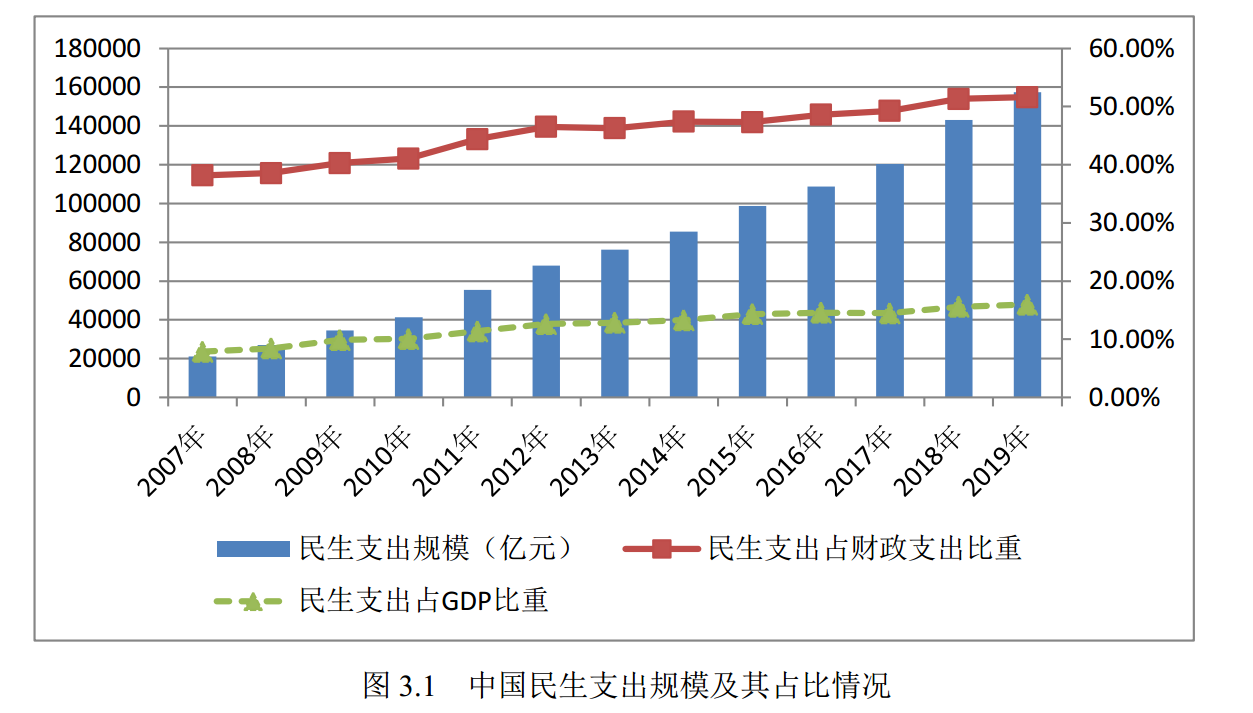 180000
160000
140000
120000
100000
80000
60000
40000
20000
0
60.00%
50.00%
40.00%
30.00%
20.00%
10.00%
0.00%
2007年
2008年
2009年
2010年
2011年
2012年
2013年
2014年
2015年
2016年
2017年
2018年
2019年
民生支出规模（亿元） 民生支出占财政支出比重
民生支出占GDP比重
图 3.1 中国民生支出规模及其占比情况